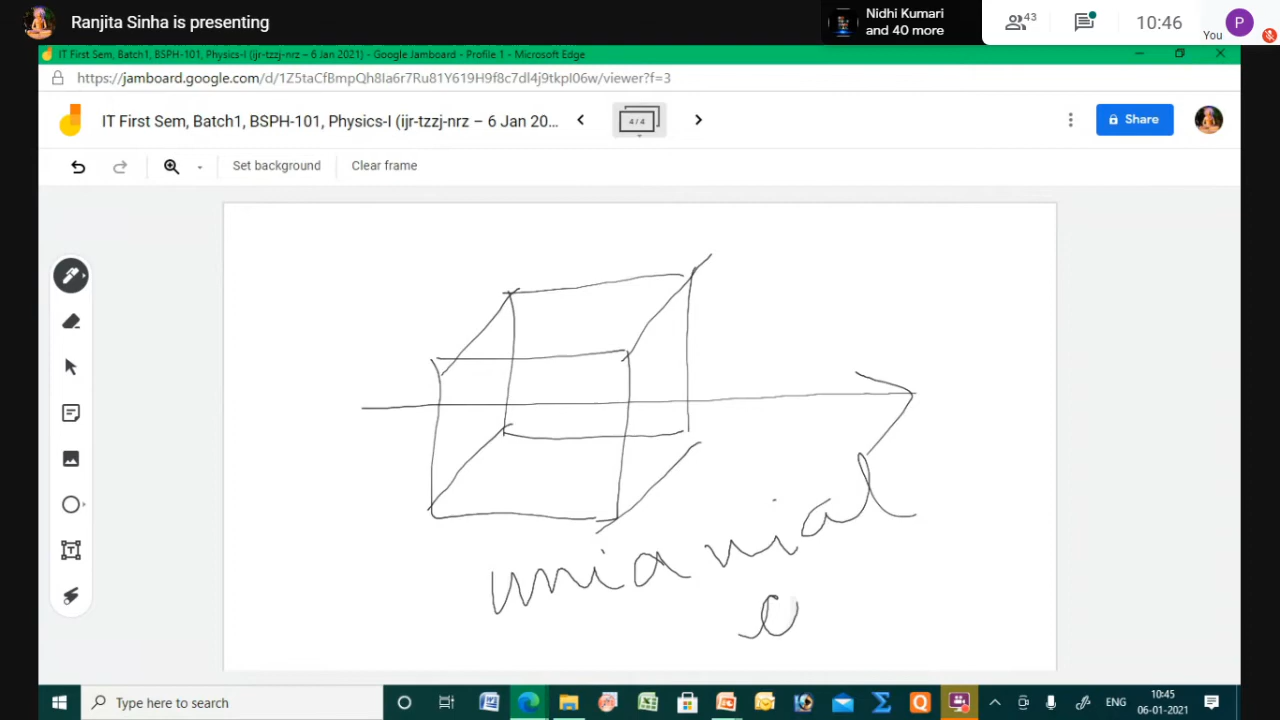 Ranjita Sinha is presenting
Nidhi Kumari
and 40 more
43
10:46
You
P
IT First Sem, Batch1, BSPH-101, Physics-I (ijr-tzzj-nrz – 6 Jan 2021) - Google Jamboard - Profile 1 - Microsoft Edge
https://jamboard.google.com/d/1Z5taCfBmpQh8Ia6r7Ru81Y619H9f8c7dl4j9tkpI06w/viewer?f=3
IT First Sem, Batch1, BSPH-101, Physics-I (ijr-tzzj-nrz – 6 Jan 20...
4 / 4
Share
Set background
Clear frame
uniaxial
Type here to search
ENG
10:45
06-01-2021